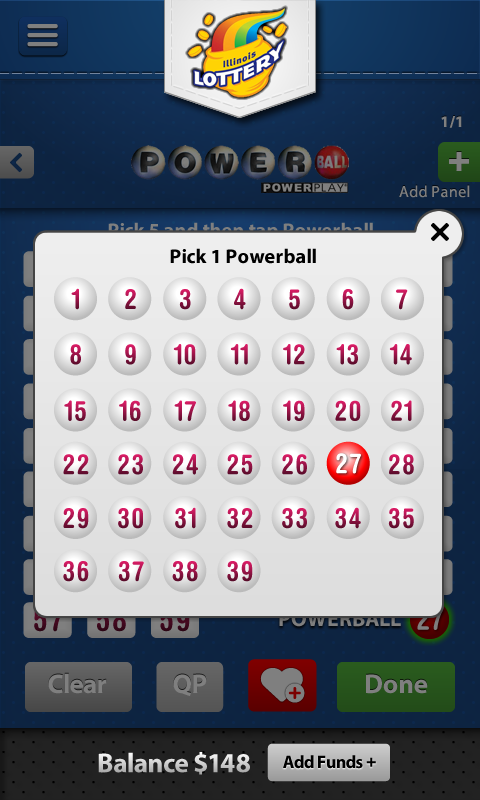 Illinois
LOTTERY
1/1
POWERBALL
POWERPLAY
Add Panel
Pick 5 and then tap Powerball
Pick 1 Powerball
1 2 3 4 5 6 7
8 9 10 11 12 13 14
15 16 17 18 19 20 21
22 23 24 25 26 27 28
29 30 31 32 33 34 35
36 37 38 39
57 58 59 POWERBALL 27
Clear QP Done
Balance $148 Add Funds +